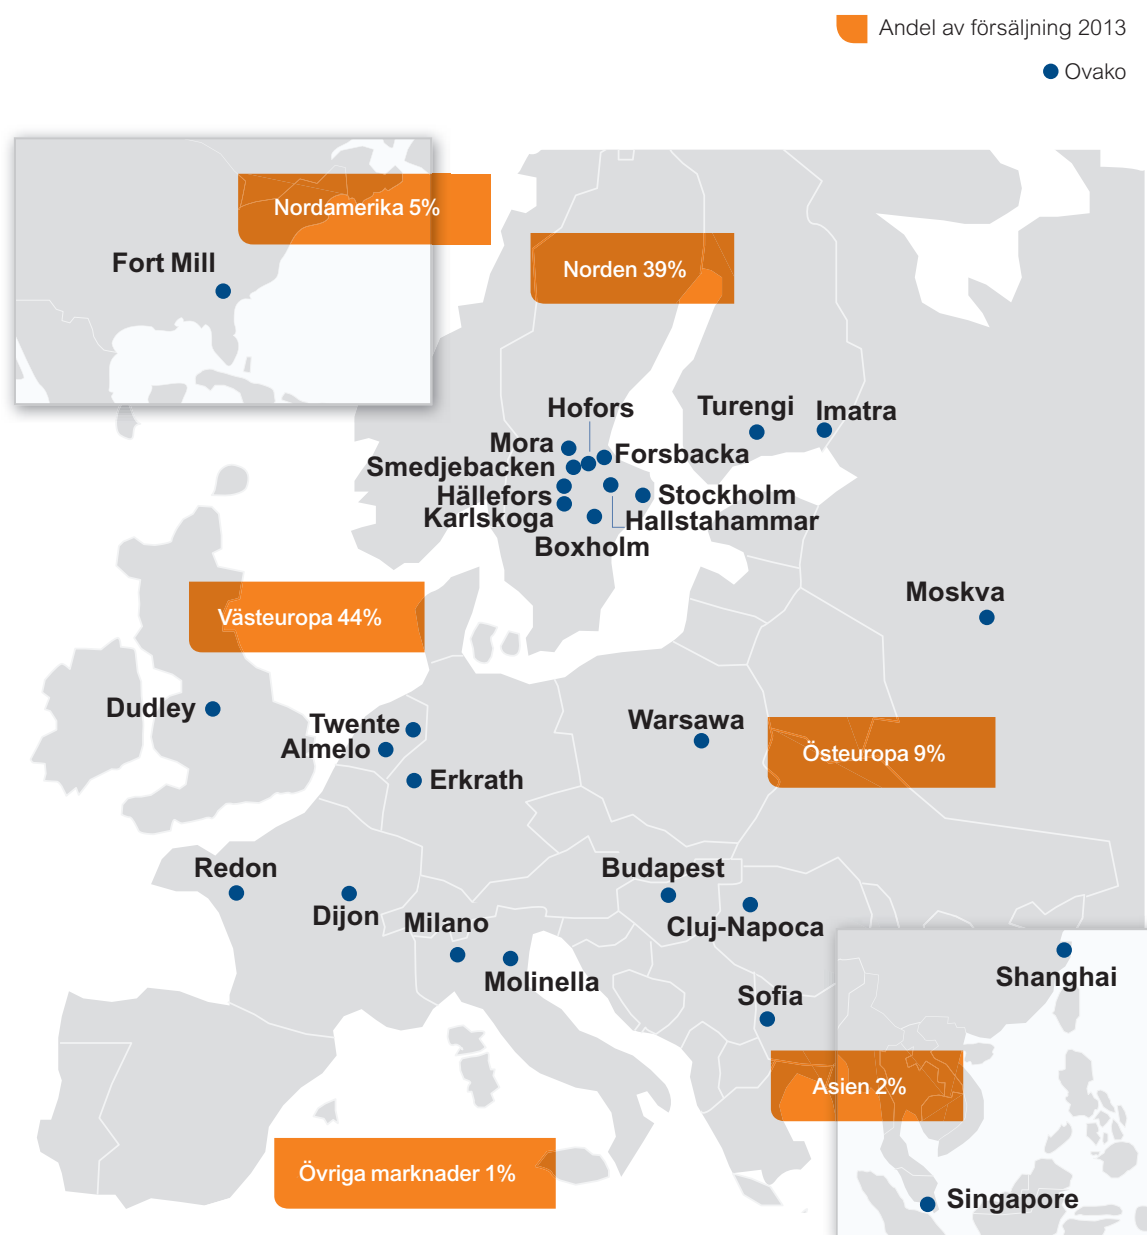 Andel av försäljning 2013
Ovako
Nordamerika 5%
Fort Mill
Norden 39%
Hofors
Turengi
Imatra
Mora
Forsbacka
Smedjebacken
Hällefors
Stockholm
Karlskoga
Hallstahammar
Boxholm
Moskva
Västeuropa 44%
Dudley
Twente
Warsawa
Almelo
Östeuropa 9%
Erkrath
Redon
Budapest
Dijon
Milano
Cluj-Napoca
Molinella
Shanghai
Sofia
Asien 2%
Övriga marknader 1%
Singapore